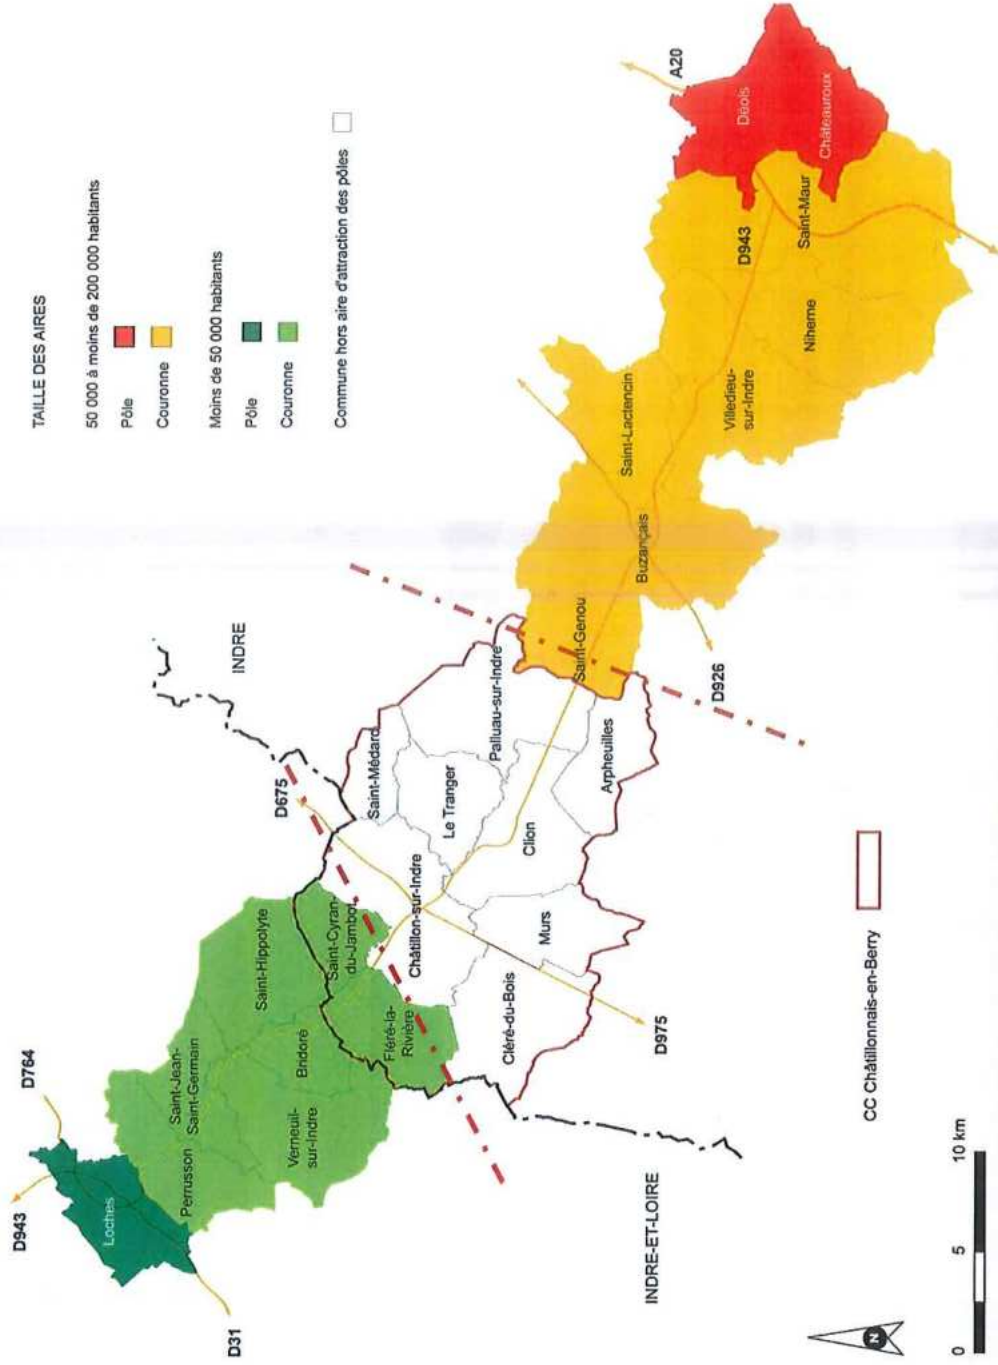 TAILLE DES AIRES
50 000 à moins de 200 000 habitants
Pôle
Couronne
Moins de 50 000 habitants
Pôle
Couronne
Commune hors aire d'attraction des pôles
D943
D764
Loches
D31
Perrusson
Saint-Jean-
Saint-Germain
Saint-Hippolyte
Verneuil-
sur-Indre
Bridoré
Saint-Cyran-
du-Jambot
Fléré-la-
Rivière
D675
INDRE
Châtillon-sur-Indre
Saint-Médard
Le Tranger
Palluau-sur-Indre
Cléré-du-Bois
Murs
Clion
Arpheuilles
D975
INDRE-ET-LOIRE
Saint-Genou
D926
Buzançais
Saint-Lactencin
Villedieu-
sur-Indre
Niherne
D943
Saint-Maur
A20
Déols
Châteauroux
CC Châtillonnais-en-Berry
N
0 5 10 km